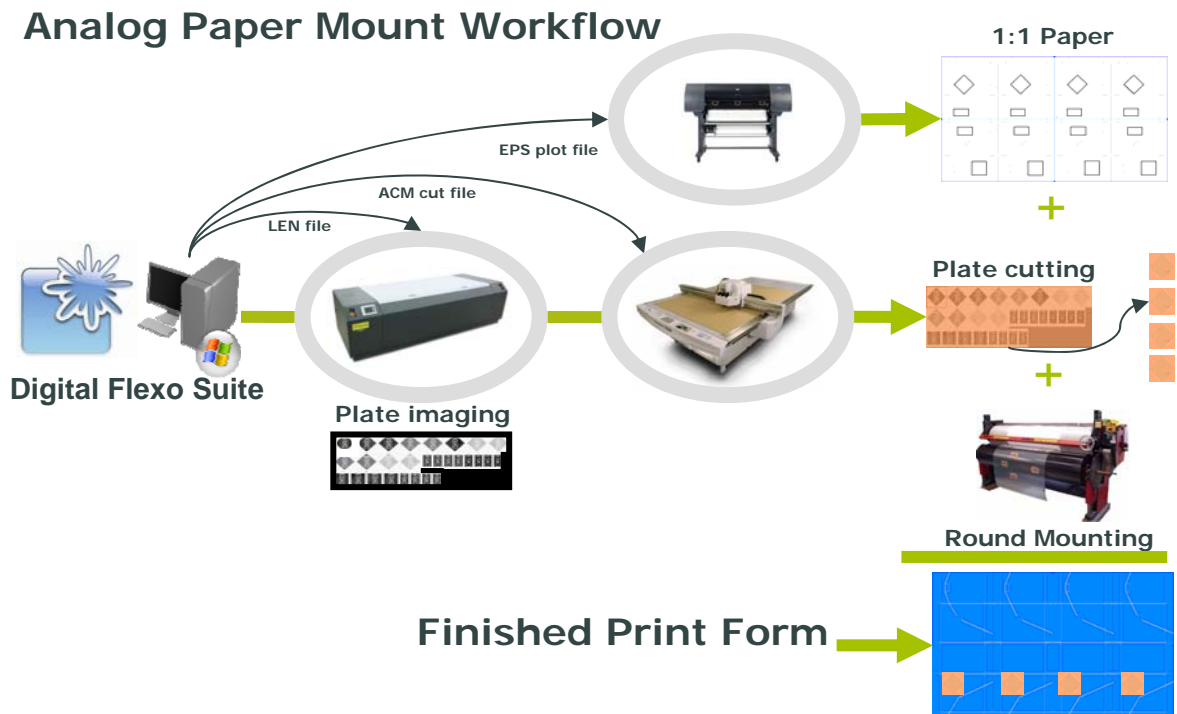 Analog Paper Mount Workflow
1:1 Paper
EPS plot file
ACM cut file
LEN file
Plate cutting
Digital Flexo Suite
Plate imaging
Round Mounting
Finished Print Form